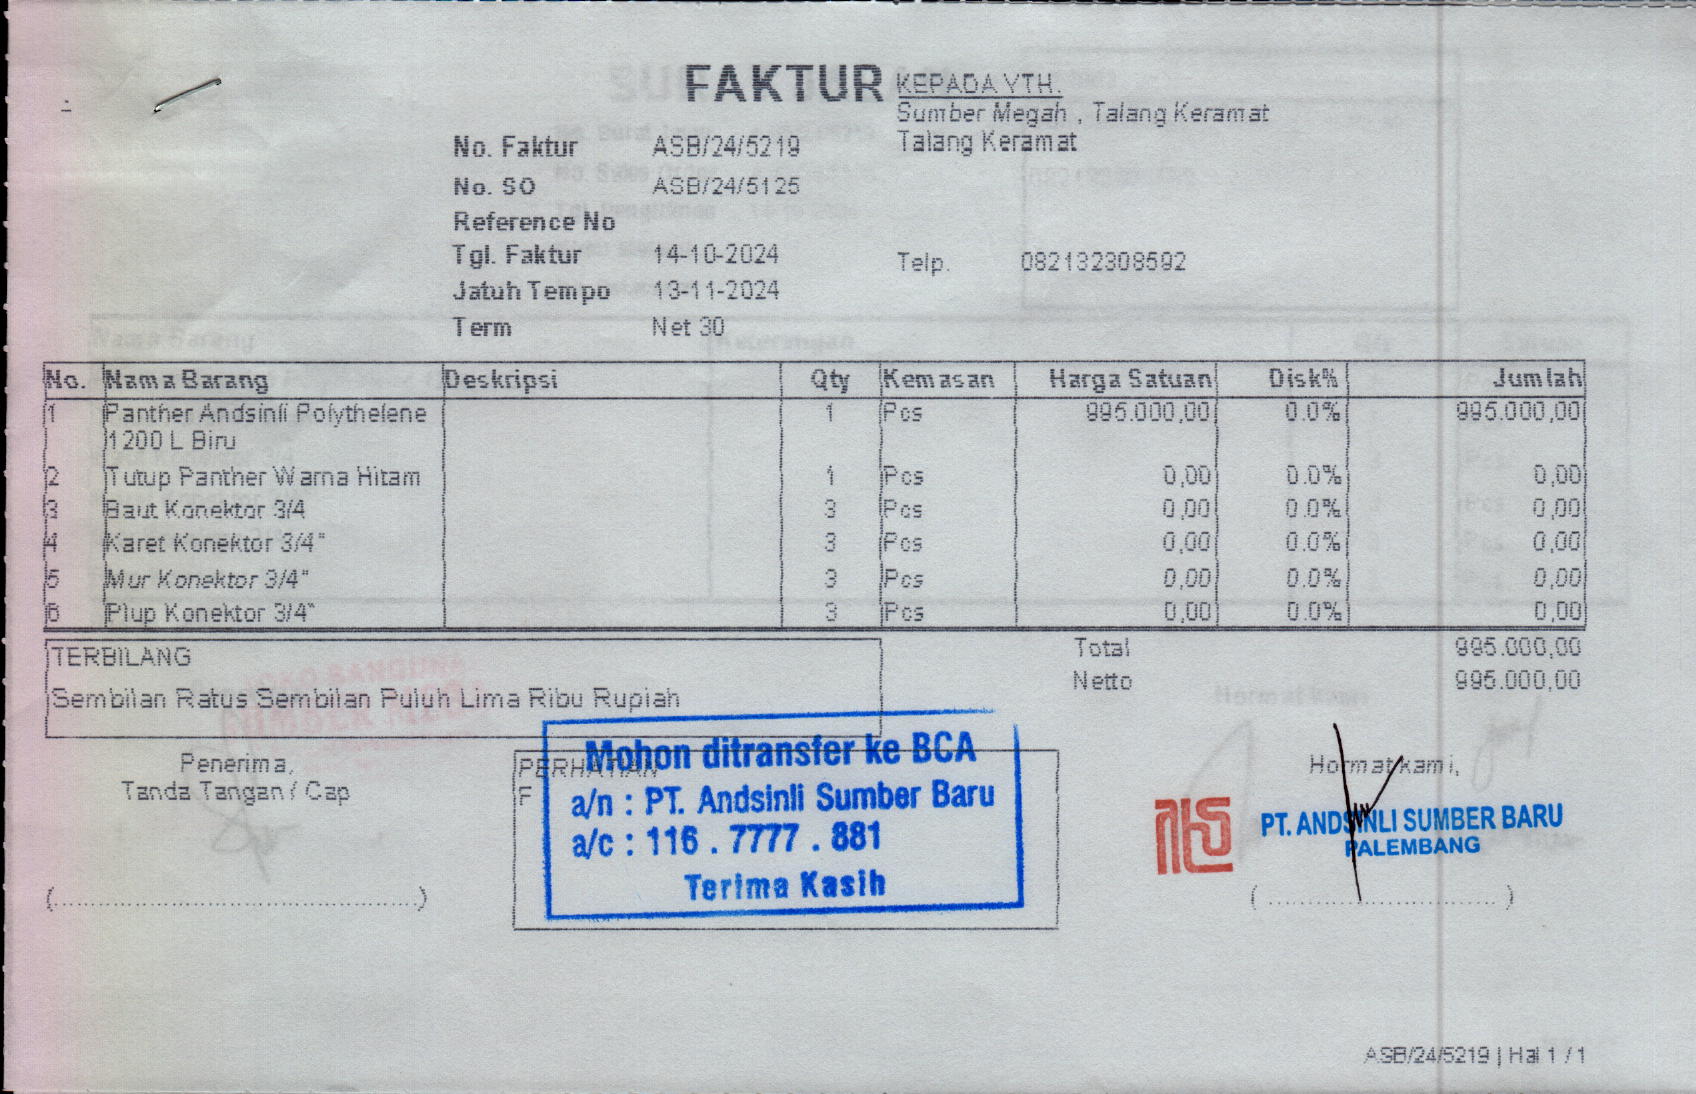 FAKTUR
KEPADA YTH.
Sumber Megah , Talang Keramat
Talang Keramat
No. Faktur ASB/24/5219
No. SO ASB/24/5125
Reference No
Tgl. Faktur 14-10-2024
Telp. 082132308592
Jatuh Tempo 13-11-2024
Term Net 30
No. Nama Barang Deskripsi Qty Kemasan Harga Satuan Disk% Jumlah
1 Panther Andsinli Polythelene 1 Pcs 995.000,00 0.0% 995.000,00
1200 L Biru
2 Tutup Panther Warna Hitam 1 Pcs 0,00 0.0% 0,00
3 Baut Konektor 3/4 3 Pcs 0,00 0.0% 0,00
4 Karet Konektor 3/4" 3 Pcs 0,00 0.0% 0,00
5 Mur Konektor 3/4" 3 Pcs 0,00 0.0% 0,00
6 Plup Konektor 3/4" 3 Pcs 0,00 0.0% 0,00
TERBILANG
Sembilan Ratus Sembilan Puluh Lima Ribu Rupiah
Total 995.000,00
Netto 995.000,00
Penerima,
Tanda Tangan / Cap
(..........................................)
PERHATIAN
F
Mohon ditransfer ke BCA
a/n : PT. Andsinli Sumber Baru
a/c : 116 . 7777 . 881
Terima Kasih
Hormat kami,
PT. ANDSINLI SUMBER BARU
PALEMBANG
( ............................ )
ASB/24/5219 | Hal 1 / 1